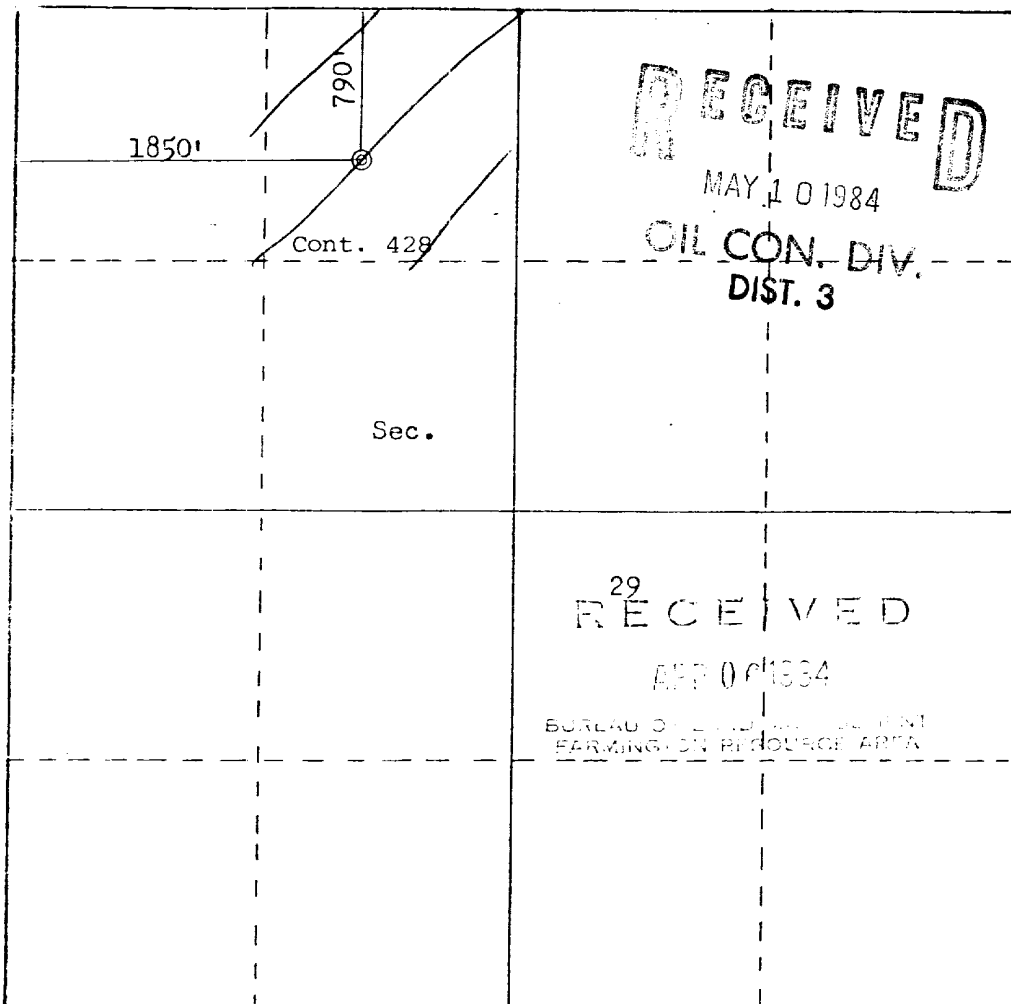 790'
1850'
RECEIVED
MAY 10 1984
OIL CON. DIV.
DIST. 3
Cont. 428
Sec.
29
RECEIVED
BUREAU
FARMINGTON RESOURCE AREA